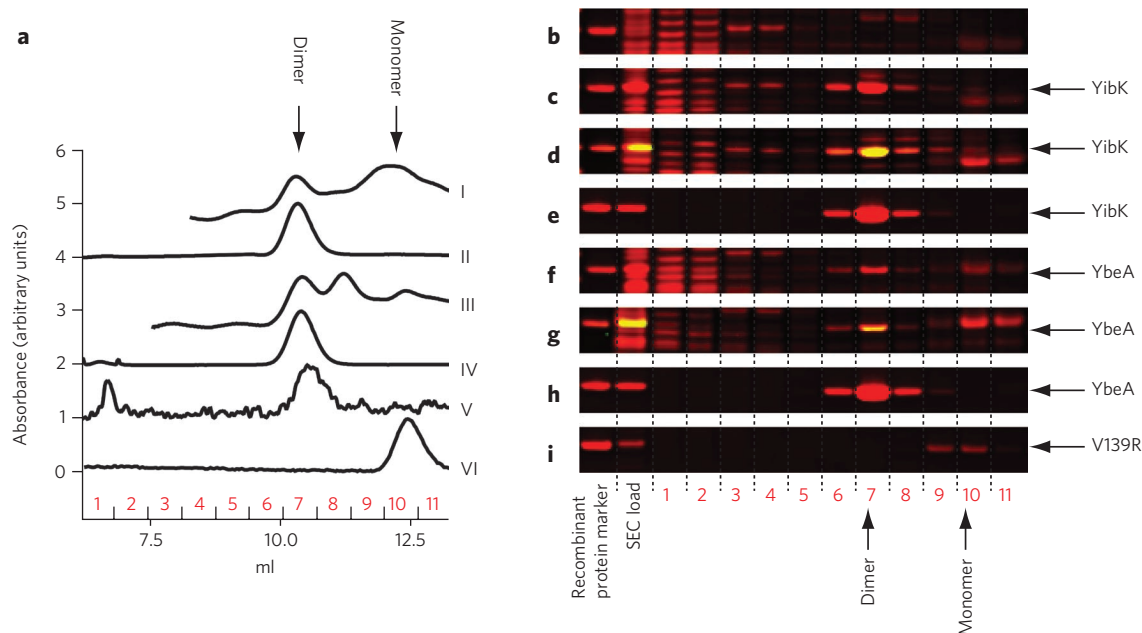 a
Dimer
Monomer
Absorbance (arbitrary units)
6
5
4
3
2
1
0
I
II
III
IV
V
VI
1 2 3 4 5 6 7 8 9 10 11
7.5 10.0 12.5
ml
b
c YibK
d YibK
e YibK
f YbeA
g YbeA
h YbeA
i V139R
Recombinant
protein marker
SEC load
1 2 3 4 5 6 7 8 9 10 11
Dimer
Monomer